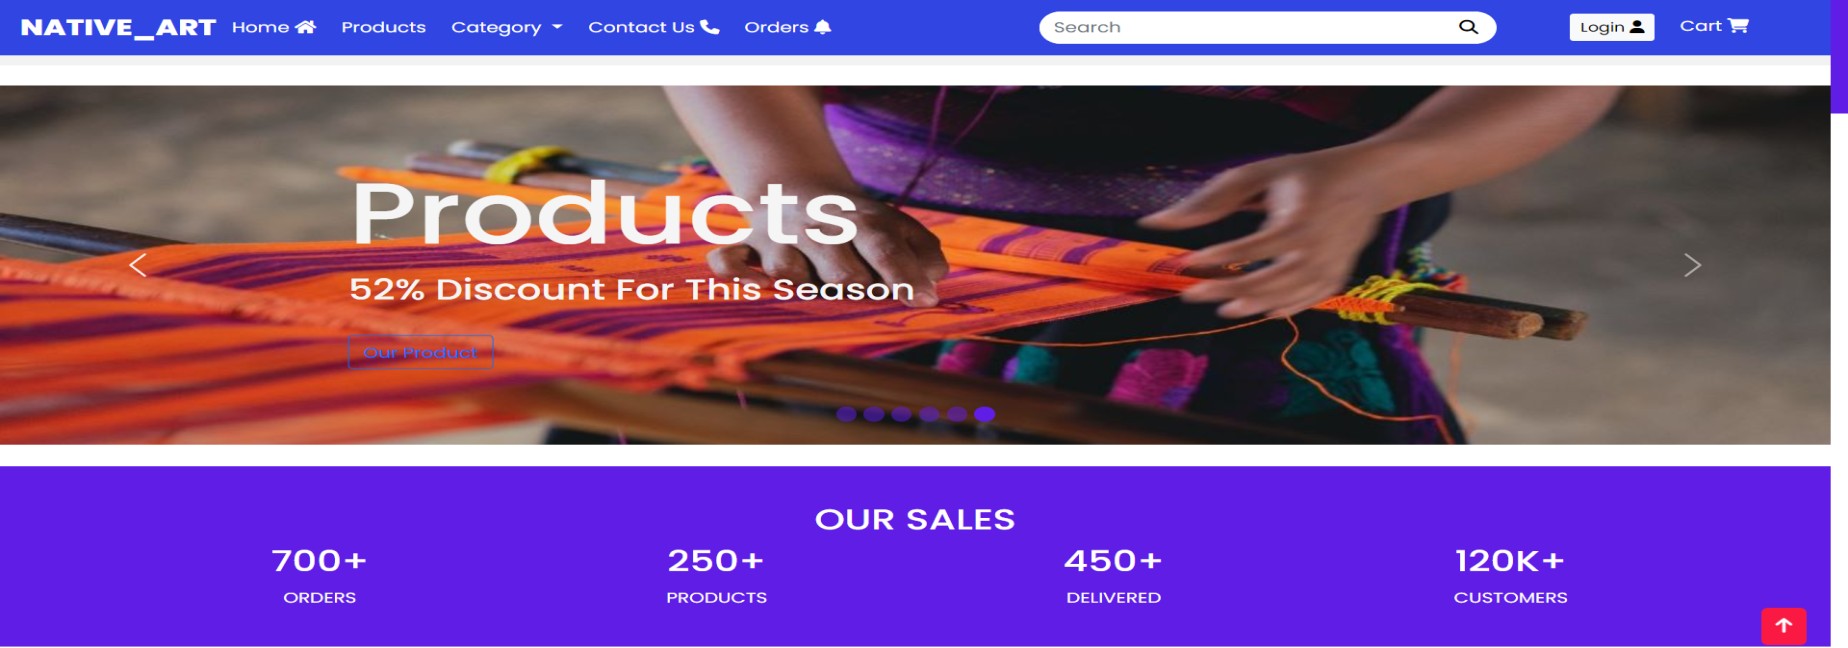 NATIVE_ART Home Products Category Contact Us Orders Search Login Cart
Products
52% Discount For This Season
Our Product
OUR SALES
700+ 250+ 450+ 120K+
ORDERS PRODUCTS DELIVERED CUSTOMERS